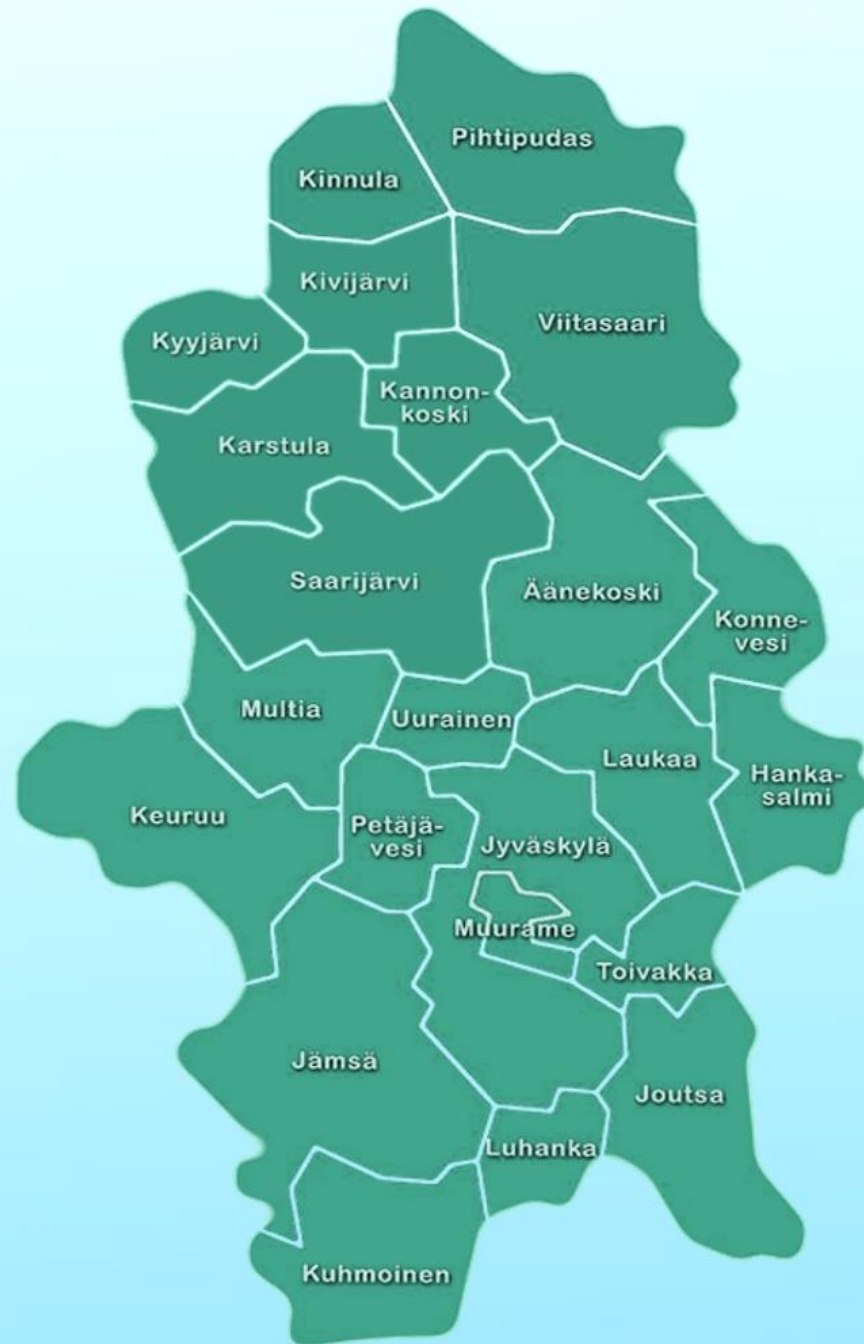 Pihtipudas
Kinnula
Kivijärvi
Viitasaari
Kyyjärvi
Kannon-
koski
Karstula
Saarijärvi
Äänekoski
Konne-
vesi
Multia
Uurainen
Laukaa
Hanka-
salmi
Keuruu
Petäjä-
vesi
Jyväskylä
Muurame
Toivakka
Jämsä
Joutsa
Luhanka
Kuhmoinen